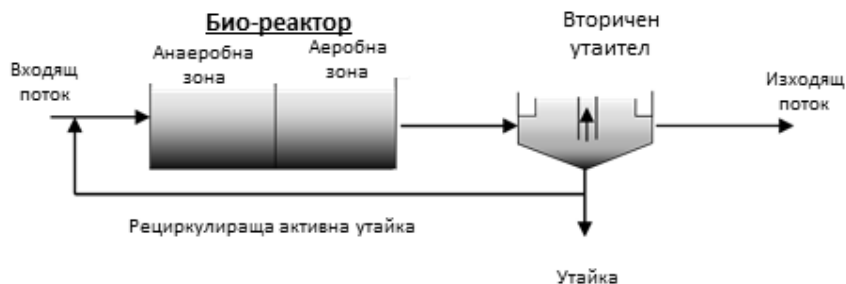 Био-реактор
Анаеробна
зона
Аеробна
зона
Вторичен
утаител
Входящ
поток
Изходящ
поток
Рециркулираща активна утайка
Утайка